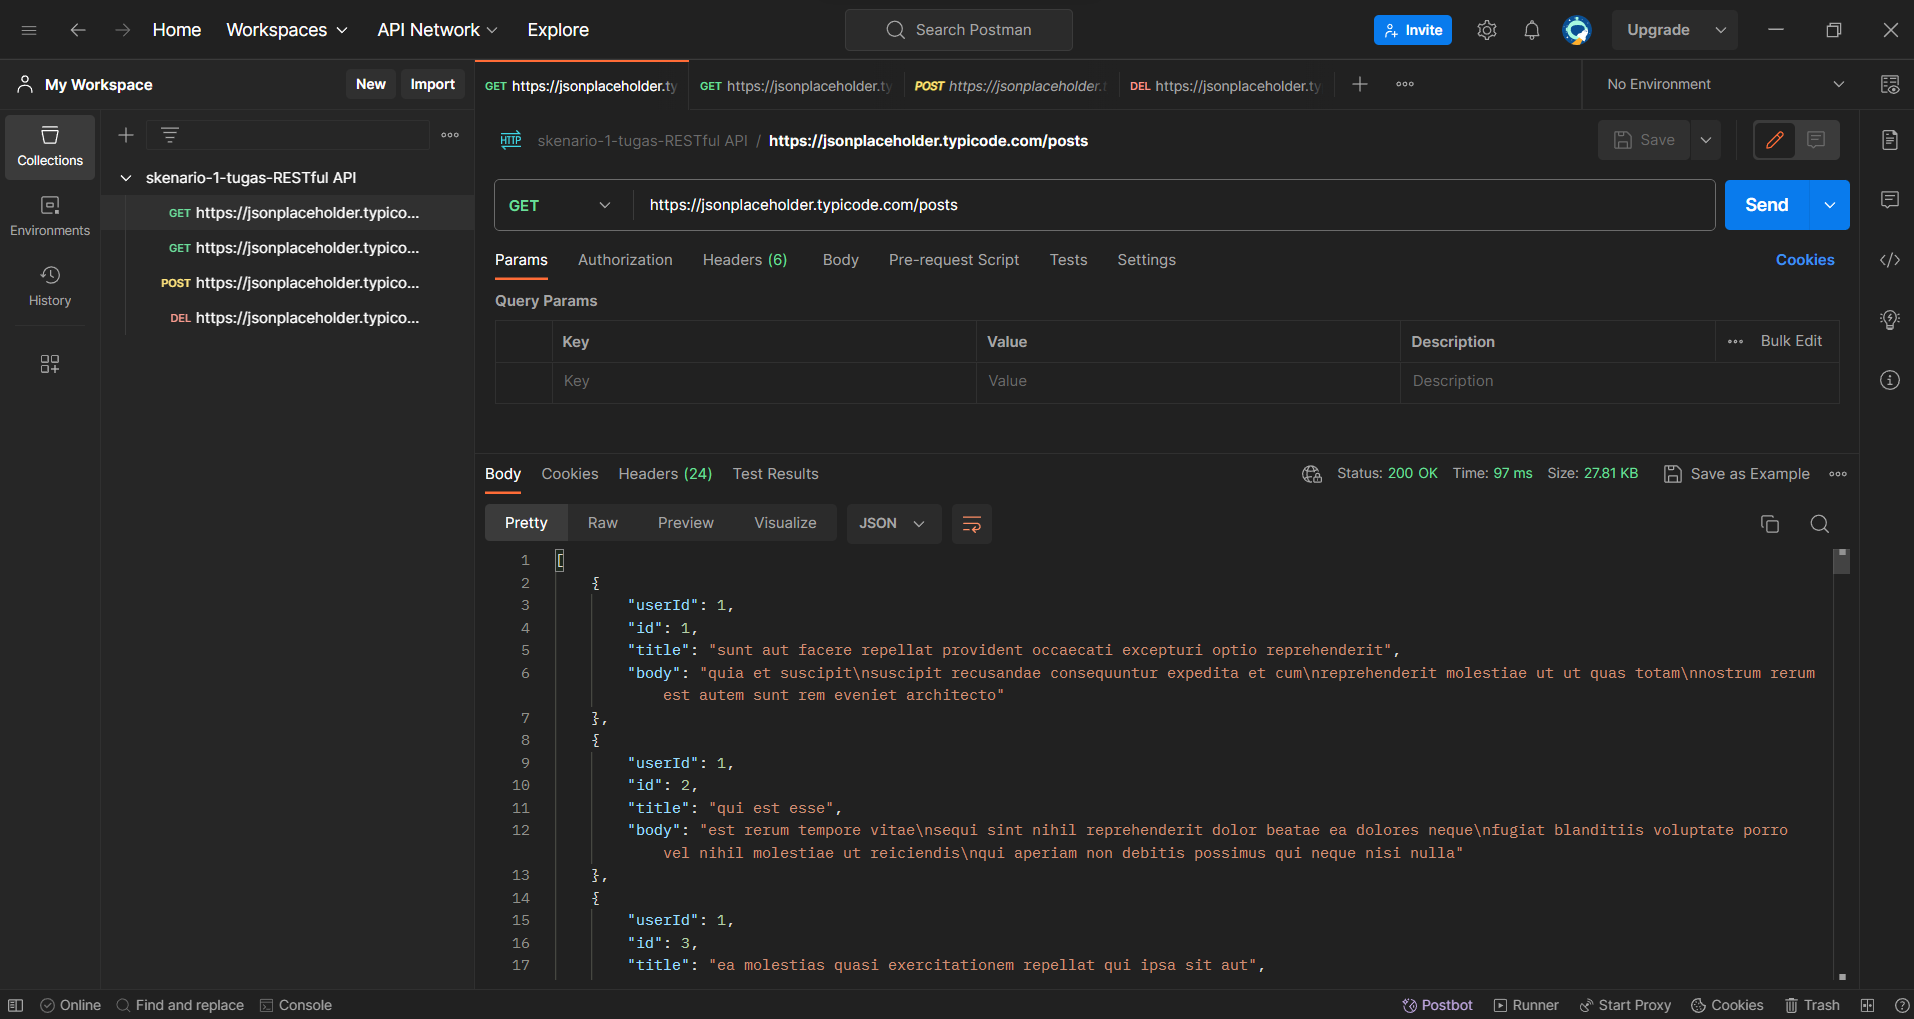 Home Workspaces API Network Explore Search Postman Invite Upgrade
My Workspace New Import
GET https://jsonplaceholder.ty GET https://jsonplaceholder.ty POST https://jsonplaceholder.t DEL https://jsonplaceholder.ty No Environment
Collections
Environments
History
skenario-1-tugas-RESTful API
GET https://jsonplaceholder.typico...
GET https://jsonplaceholder.typico...
POST https://jsonplaceholder.typico...
DEL https://jsonplaceholder.typico...
HTTP skenario-1-tugas-RESTful API / https://jsonplaceholder.typicode.com/posts Save
GET https://jsonplaceholder.typicode.com/posts Send
Params Authorization Headers (6) Body Pre-request Script Tests Settings Cookies
Query Params
Key Value Description Bulk Edit
Key Value Description
Body Cookies Headers (24) Test Results Status: 200 OK Time: 97 ms Size: 27.81 KB Save as Example
Pretty Raw Preview Visualize JSON
1 [
2 {
3 "userId": 1,
4 "id": 1,
5 "title": "sunt aut facere repellat provident occaecati excepturi optio reprehenderit",
6 "body": "quia et suscipit\nsuscipit recusandae consequuntur expedita et cum\nreprehenderit molestiae ut ut quas totam\nnostrum rerum
est autem sunt rem eveniet architecto"
7 },
8 {
9 "userId": 1,
10 "id": 2,
11 "title": "qui est esse",
12 "body": "est rerum tempore vitae\nsequi sint nihil reprehenderit dolor beatae ea dolores neque\nfugiat blanditiis voluptate porro
vel nihil molestiae ut reiciendis\nqui aperiam non debitis possimus qui neque nisi nulla"
13 },
14 {
15 "userId": 1,
16 "id": 3,
17 "title": "ea molestias quasi exercitationem repellat qui ipsa sit aut",
Online Find and replace Console Postbot Runner Start Proxy Cookies Trash